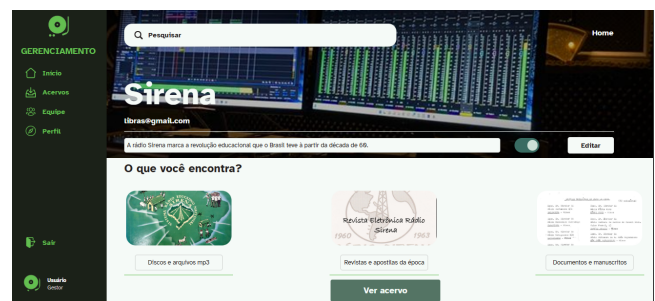 GERENCIAMENTO
Início
Acervos
Equipe
Perfil
Sair
Usuário
Gestor
Pesquisar
Home
Sirena
libras@gmail.com
A rádio Sirena marca a revolução educacional que o Brasil teve à partir da década de 60.
Editar
O que você encontra?
Revista Eletrônica Rádio
Sirena
1960 1962
Discos e arquivos mp3
Revistas e apostilas da época
Documentos e manuscritos
Ver acervo